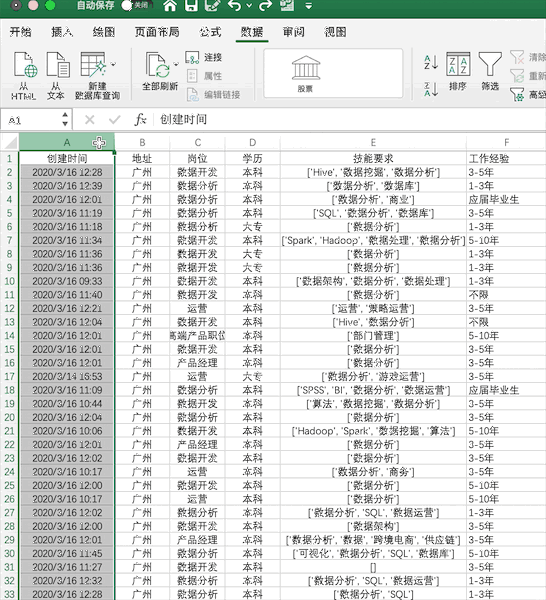 自动保存 关闭
开始 插入 绘图 页面布局 公式 数据 审阅 视图
从 HTML 从 文本 新建 数据库查询 全部刷新 连接 属性 编辑链接 股票 排序 筛选 清除 重新 高级
A1 fx 创建时间
A B C D E F
1 创建时间 地址 岗位 学历 技能要求 工作经验
2 2020/3/16 12:28 广州 数据开发 本科 ['Hive', '数据挖掘', '数据分析'] 3-5年
3 2020/3/16 12:39 广州 数据分析 本科 ['数据分析', '数据库'] 1-3年
4 2020/3/16 12:01 广州 数据分析 本科 ['数据分析', '商业'] 应届毕业生
5 2020/3/16 11:19 广州 数据分析 本科 ['SQL', '数据分析', '数据库'] 3-5年
6 2020/3/16 11:18 广州 数据分析 大专 ['数据分析'] 1-3年
7 2020/3/16 11:34 广州 数据开发 本科 ['Spark', 'Hadoop', '数据处理', '数据分析'] 5-10年
8 2020/3/16 11:36 广州 数据开发 大专 ['数据分析'] 1-3年
9 2020/3/16 11:36 广州 数据开发 大专 ['数据分析'] 1-3年
10 2020/3/16 09:33 广州 数据开发 本科 ['数据架构', '数据分析', '数据处理'] 1-3年
11 2020/3/16 11:40 广州 数据开发 本科 ['数据分析'] 不限
12 2020/3/16 12:21 广州 运营 本科 ['运营', '策略运营'] 3-5年
13 2020/3/16 12:04 广州 数据开发 本科 ['Hive', '数据分析'] 不限
14 2020/3/16 12:01 广州 高端产品职位 本科 ['部门管理'] 5-10年
15 2020/3/16 12:01 广州 数据开发 本科 ['数据分析'] 3-5年
16 2020/3/16 12:01 广州 产品经理 本科 ['数据分析'] 3-5年
17 2020/3/14 15:53 广州 运营 大专 ['数据分析', '游戏运营'] 3-5年
18 2020/3/16 11:09 广州 数据分析 本科 ['SPSS', 'BI', '数据分析', '数据运营'] 应届毕业生
19 2020/3/16 10:44 广州 数据开发 本科 ['算法', '数据挖掘', '数据分析'] 3-5年
20 2020/3/16 12:04 广州 数据分析 本科 ['数据分析'] 3-5年
21 2020/3/16 10:06 广州 数据开发 本科 ['Hadoop', 'Spark', '数据挖掘', '算法'] 5-10年
22 2020/3/16 12:01 广州 产品经理 本科 ['数据分析'] 3-5年
23 2020/3/16 12:02 广州 数据开发 本科 ['数据分析'] 3-5年
24 2020/3/16 10:17 广州 运营 本科 ['数据分析', '商务'] 3-5年
25 2020/3/16 12:00 广州 数据开发 本科 ['数据分析'] 5-10年
26 2020/3/16 10:17 广州 运营 本科 ['数据分析'] 5-10年
27 2020/3/16 12:02 广州 数据分析 本科 ['数据分析', 'SQL', '数据运营'] 1-3年
28 2020/3/16 12:00 广州 数据开发 本科 ['数据架构'] 3-5年
29 2020/3/16 12:01 广州 产品经理 本科 ['数据分析', '数据', '跨境电商', '供应链'] 3-5年
30 2020/3/16 11:45 广州 数据分析 本科 ['可视化', '数据分析', 'SQL', '数据库'] 5-10年
31 2020/3/16 11:27 广州 数据开发 本科 [] 3-5年
32 2020/3/16 12:32 广州 数据分析 本科 ['数据分析', 'SQL', '数据运营'] 1-3年
33 2020/3/16 12:28 广州 数据分析 本科 ['数据分析', 'SQL'] 1-3年